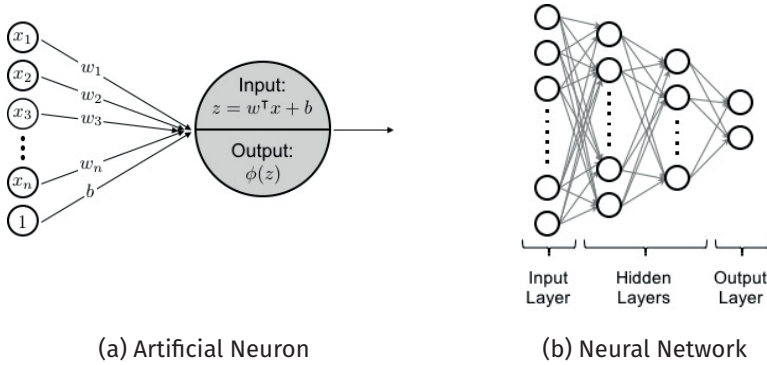 x₁
x₂
x₃
xₙ
1
w₁
w₂
w₃
wₙ
b
Input:
z = wᵀx + b
Output:
ϕ(z)
Input
Layer
Hidden
Layers
Output
Layer
(a) Artificial Neuron
(b) Neural Network